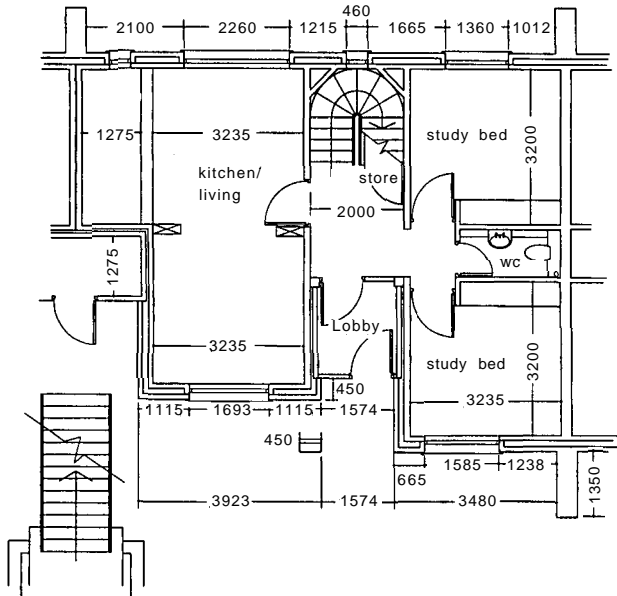 460
2100 2260 1215 1665 1360 1012
1275 3235 study bed
3200
kitchen/
living
store
2000
1275
wc
Lobby
3235
study bed
3200
3235
450
1115 1693 1115 1574
450
1585 1238
665
1350
3923 1574 3480